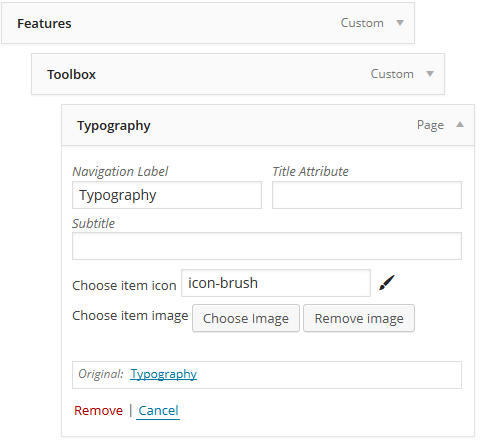 Features Custom
Toolbox Custom
Typography Page
Navigation Label Title Attribute
Typography
Subtitle
Choose item icon icon-brush
Choose item image Choose Image Remove image
Original: Typography
Remove | Cancel